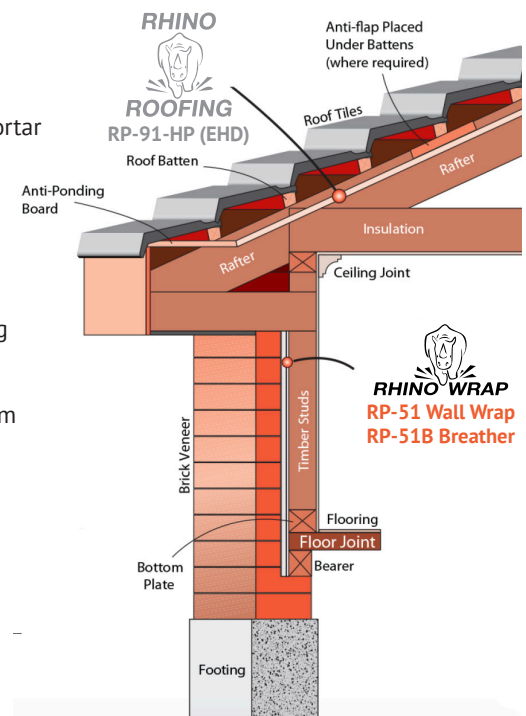 RHINO
ROOFING
RP-91-HP (EHD)
Anti-flap Placed
Under Battens
(where required)
ortar
Roof Tiles
Roof Batten
Rafter
Anti-Ponding
Board
Insulation
Rafter
Ceiling Joint
g
RHINO WRAP
RP-51 Wall Wrap
RP-51B Breather
m
Timber Studs
Brick Veneer
Flooring
Floor Joint
Bottom
Plate
Bearer
Footing